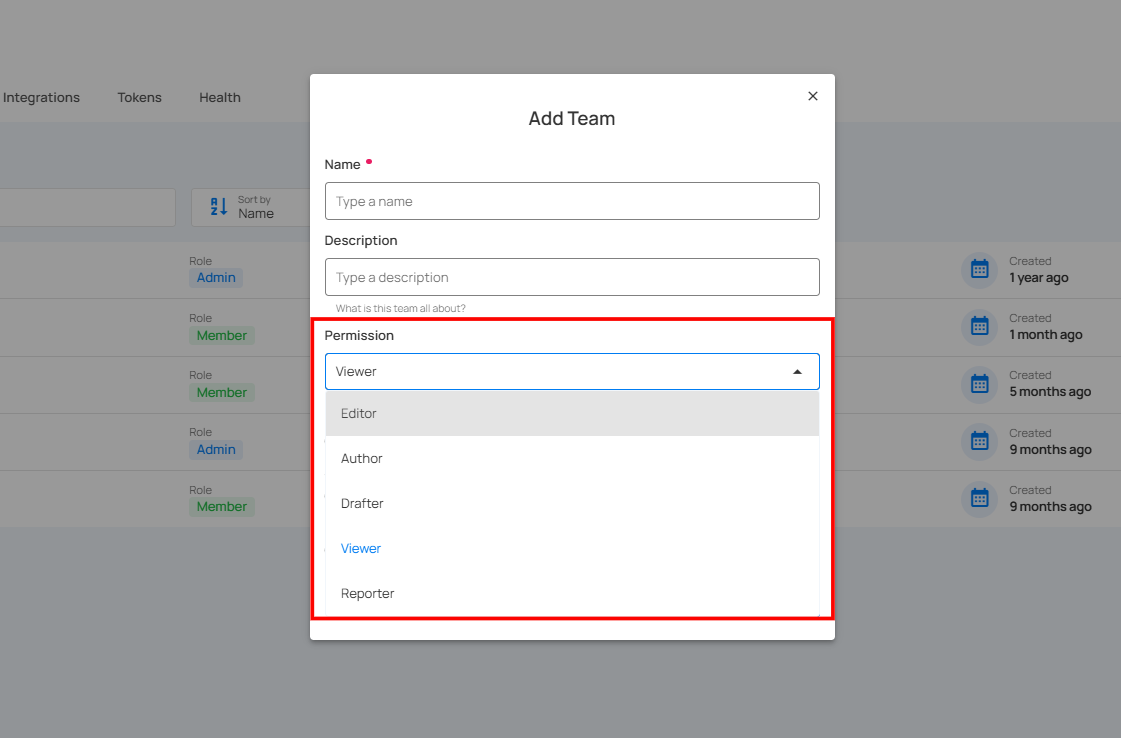 Integrations
Tokens
Health
Add Team
Name
Type a name
Sort by
Name
Description
Type a description
What is this team all about?
Role
Admin
Created
1 year ago
Role
Member
Created
1 month ago
Permission
Viewer
Role
Member
Created
5 months ago
Editor
Role
Admin
Created
9 months ago
Author
Role
Member
Created
9 months ago
Drafter
Viewer
Reporter